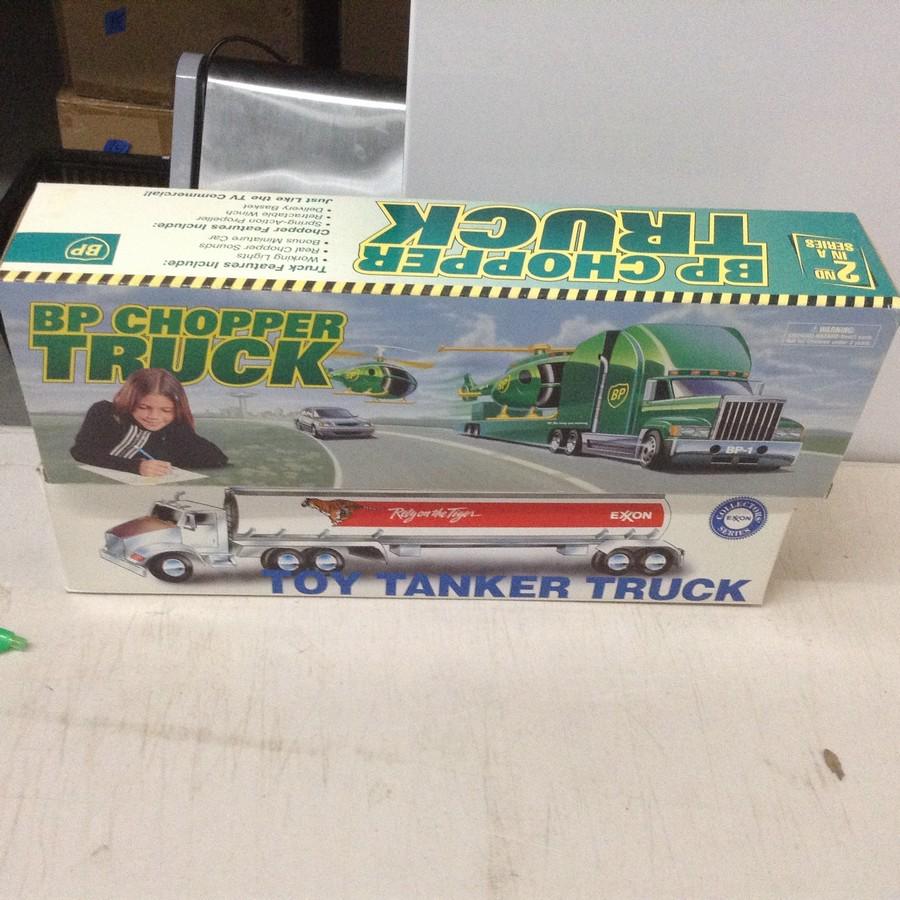 BP CHOPPER
TRUCK
2ND
IN A
SERIES
Truck Features Include:
• Working Lights
• Real Chopper Sounds
• Bonus Miniature Car
Chopper Features Include:
• Spring-Action Propeller
• Retractable Winch
• Delivery Basket
Just Like the TV Commercial!
BP
BP CHOPPER
TRUCK
BP
BP-1
WARNING:
Rely on the Tiger
EXXON
COLLECTORS
EXXON
SERIES
TOY TANKER TRUCK